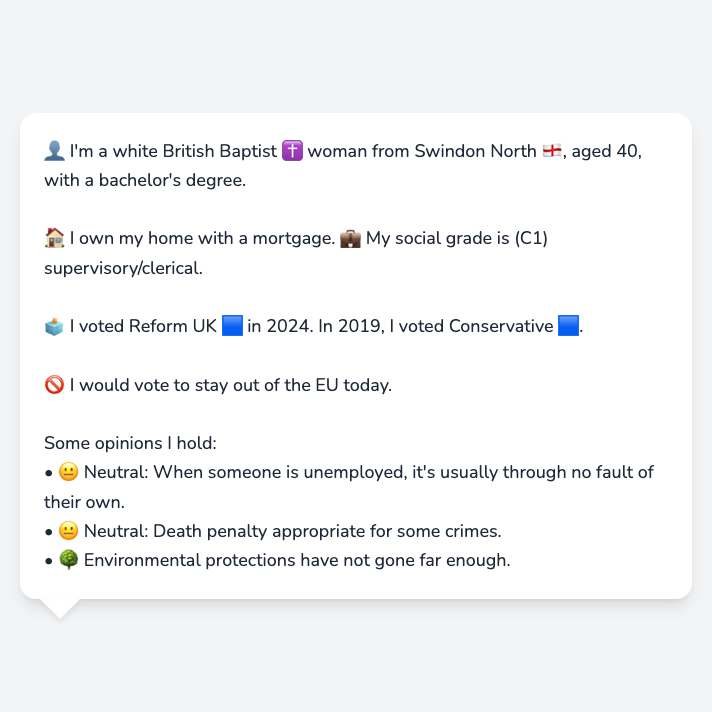 👤 I'm a white British Baptist ✝️ woman from Swindon North 🏴󠁧󠁢󠁥󠁮󠁧󠁿, aged 40,
with a bachelor's degree.
🏠 I own my home with a mortgage. 💼 My social grade is (C1)
supervisory/clerical.
🗳️ I voted Reform UK 🟦 in 2024. In 2019, I voted Conservative 🟦.
🚫 I would vote to stay out of the EU today.
Some opinions I hold:
• 😐 Neutral: When someone is unemployed, it's usually through no fault of
their own.
• 😐 Neutral: Death penalty appropriate for some crimes.
• 🌳 Environmental protections have not gone far enough.